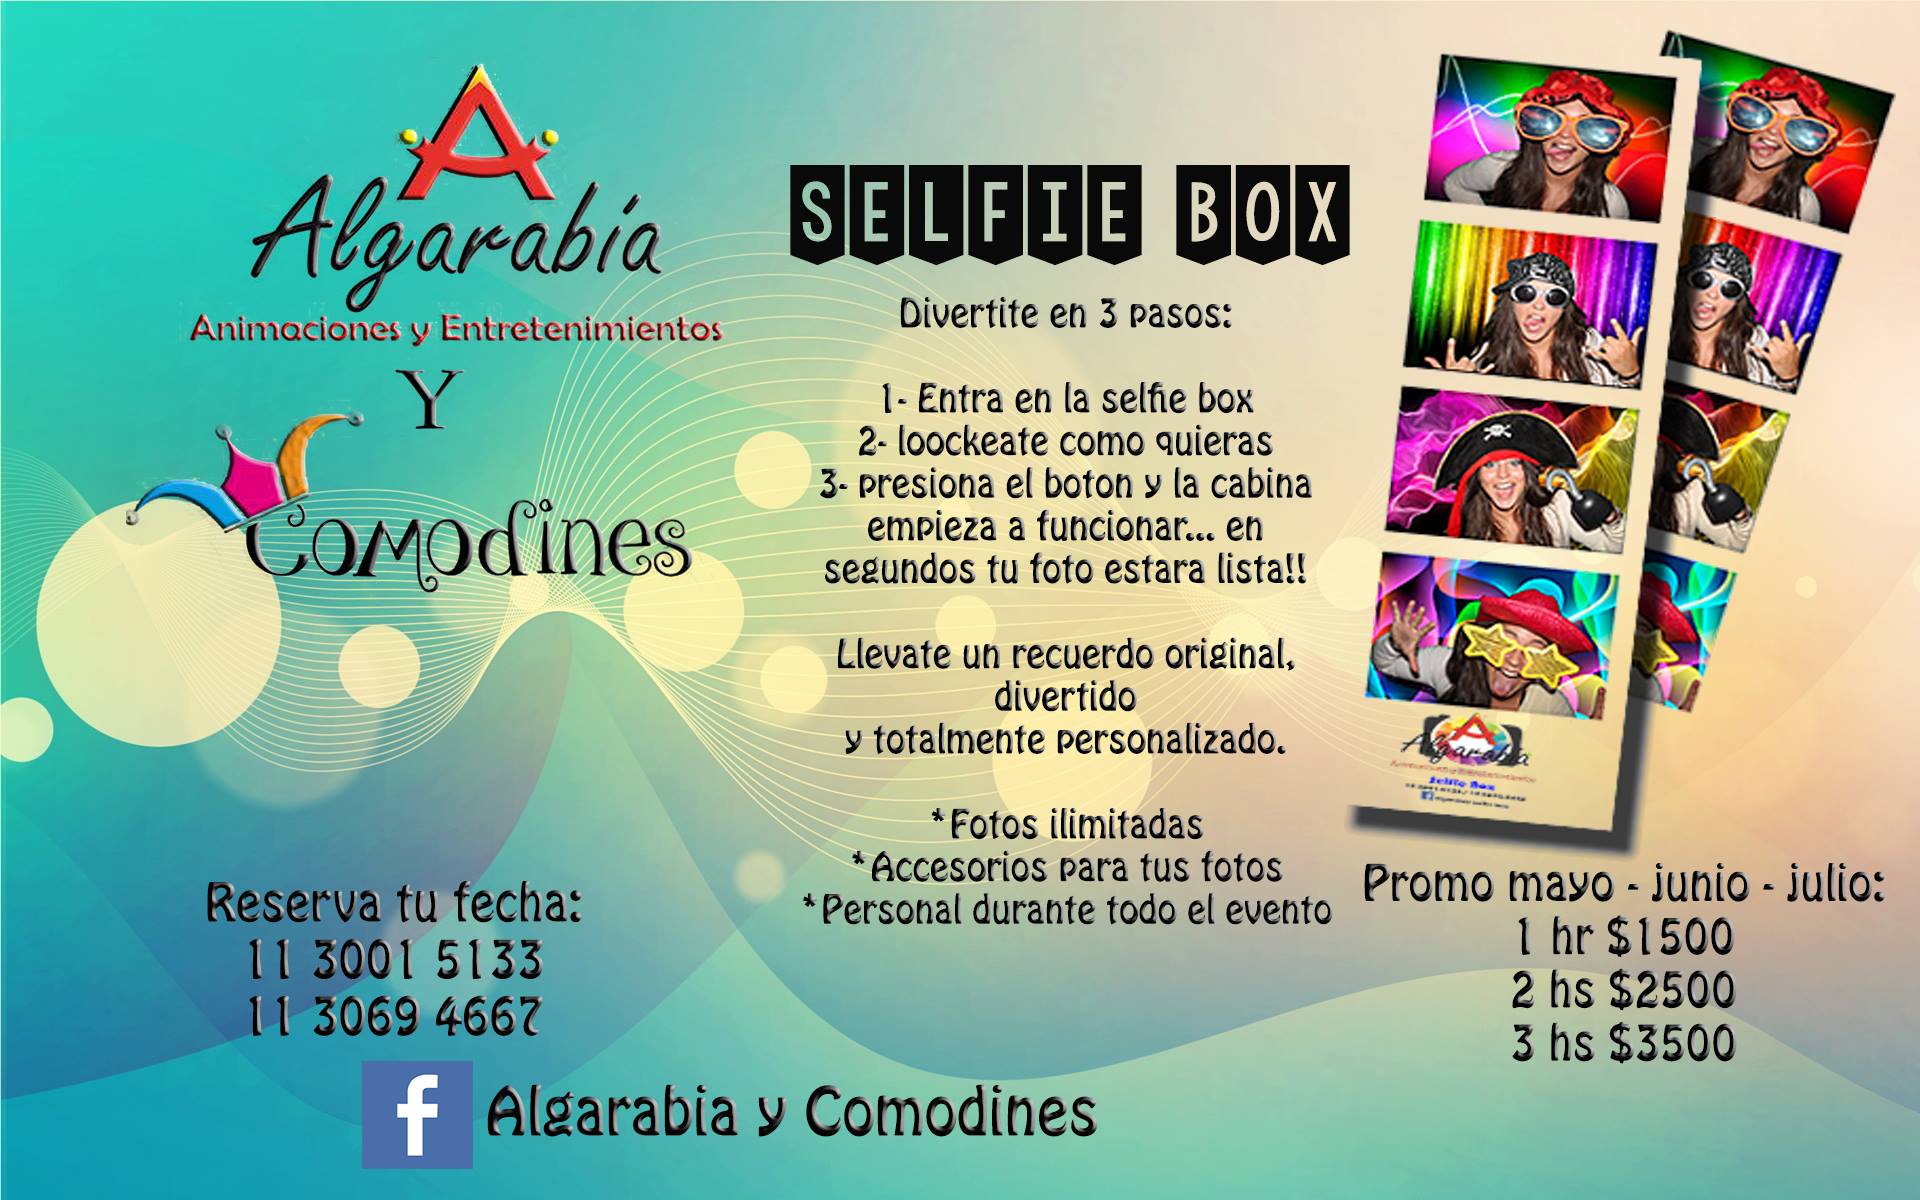 A
Algarabía
Animaciones y Entretenimientos
Y
Comodines
SELFIE BOX
Divertite en 3 pasos:
1- Entra en la selfie box
2- loockeate como quieras
3- presiona el boton y la cabina
empieza a funcionar... en
segundos tu foto estara lista!!
Llevate un recuerdo original,
divertido
y totalmente personalizado.
*Fotos ilimitadas
*Accesorios para tus fotos
*Personal durante todo el evento
A
Algarabía
Animaciones y Entretenimientos
Selfie Box
Promo mayo - junio - julio:
1 hr $1500
2 hs $2500
3 hs $3500
Reserva tu fecha:
11 3001 5133
11 3069 4667
f Algarabia y Comodines